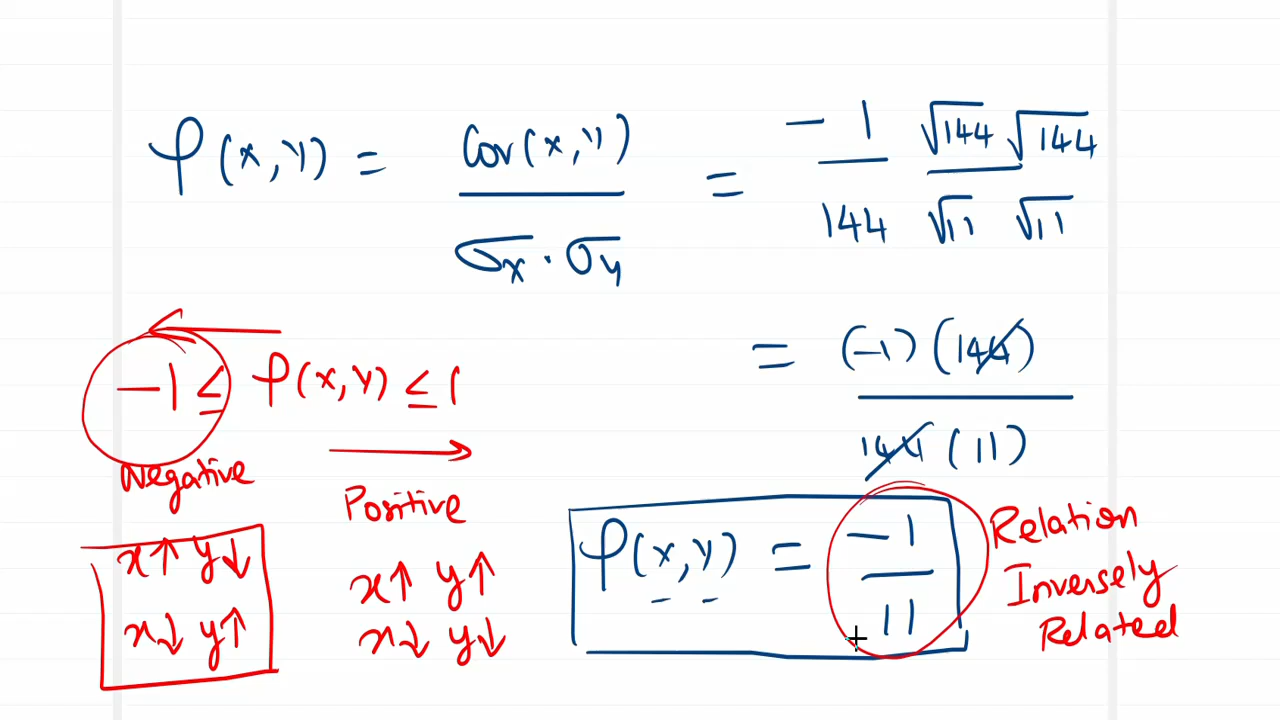 ρ(x,y) = Cov(x,y) / σx · σy = -1/144 √144 √144 / √11 √11
= (-1)(144) / 144(11)
-1 ≤ ρ(x,y) ≤ 1
Negative
Positive
x↑ y↓
x↓ y↑
x↑ y↑
x↓ y↓
ρ(x,y) = -1/11
Relation
Inversely
Related